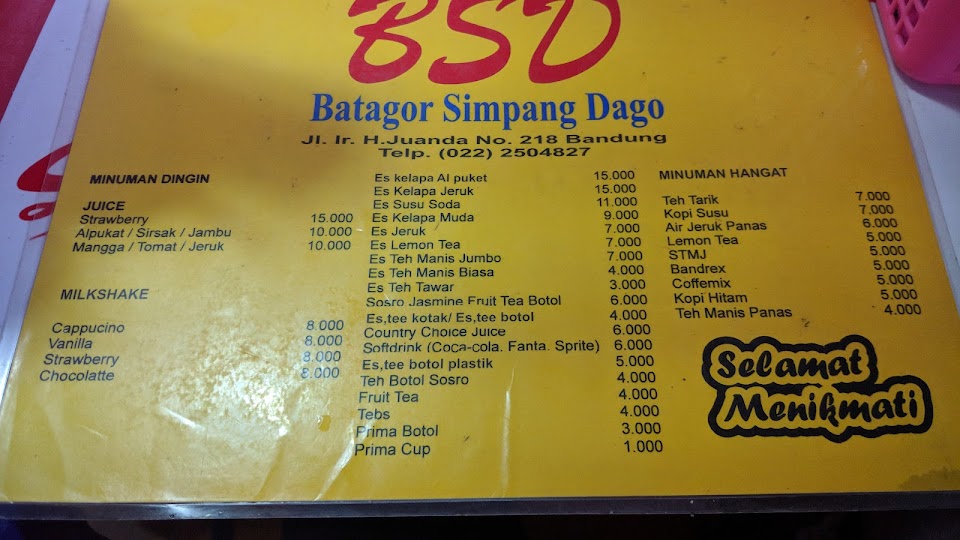 BSD
Batagor Simpang Dago
Jl. Ir. H.Juanda No. 218 Bandung
Telp. (022) 2504827
MINUMAN DINGIN
JUICE
Strawberry 15.000
Alpukat / Sirsak / Jambu 10.000
Mangga / Tomat / Jeruk 10.000
MILKSHAKE
Cappucino 8.000
Vanilla 8.000
Strawberry 8.000
Chocolatte 8.000
Es kelapa Al puket 15.000
Es Kelapa Jeruk 15.000
Es Susu Soda 11.000
Es Kelapa Muda 9.000
Es Jeruk 7.000
Es Lemon Tea 7.000
Es Teh Manis Jumbo 7.000
Es Teh Manis Biasa 4.000
Es Teh Tawar 3.000
Sosro Jasmine Fruit Tea Botol 6.000
Es,tee kotak/ Es,tee botol 4.000
Country Choice Juice 6.000
Softdrink (Coca-cola, Fanta, Sprite) 6.000
Es,tee botol plastik 5.000
Teh Botol Sosro 4.000
Fruit Tea 4.000
Tebs 4.000
Prima Botol 3.000
Prima Cup 1.000
MINUMAN HANGAT
Teh Tarik 7.000
Kopi Susu 7.000
Air Jeruk Panas 6.000
Lemon Tea 5.000
STMJ 5.000
Bandrex 5.000
Coffemix 5.000
Kopi Hitam 5.000
Teh Manis Panas 4.000
Selamat
Menikmati